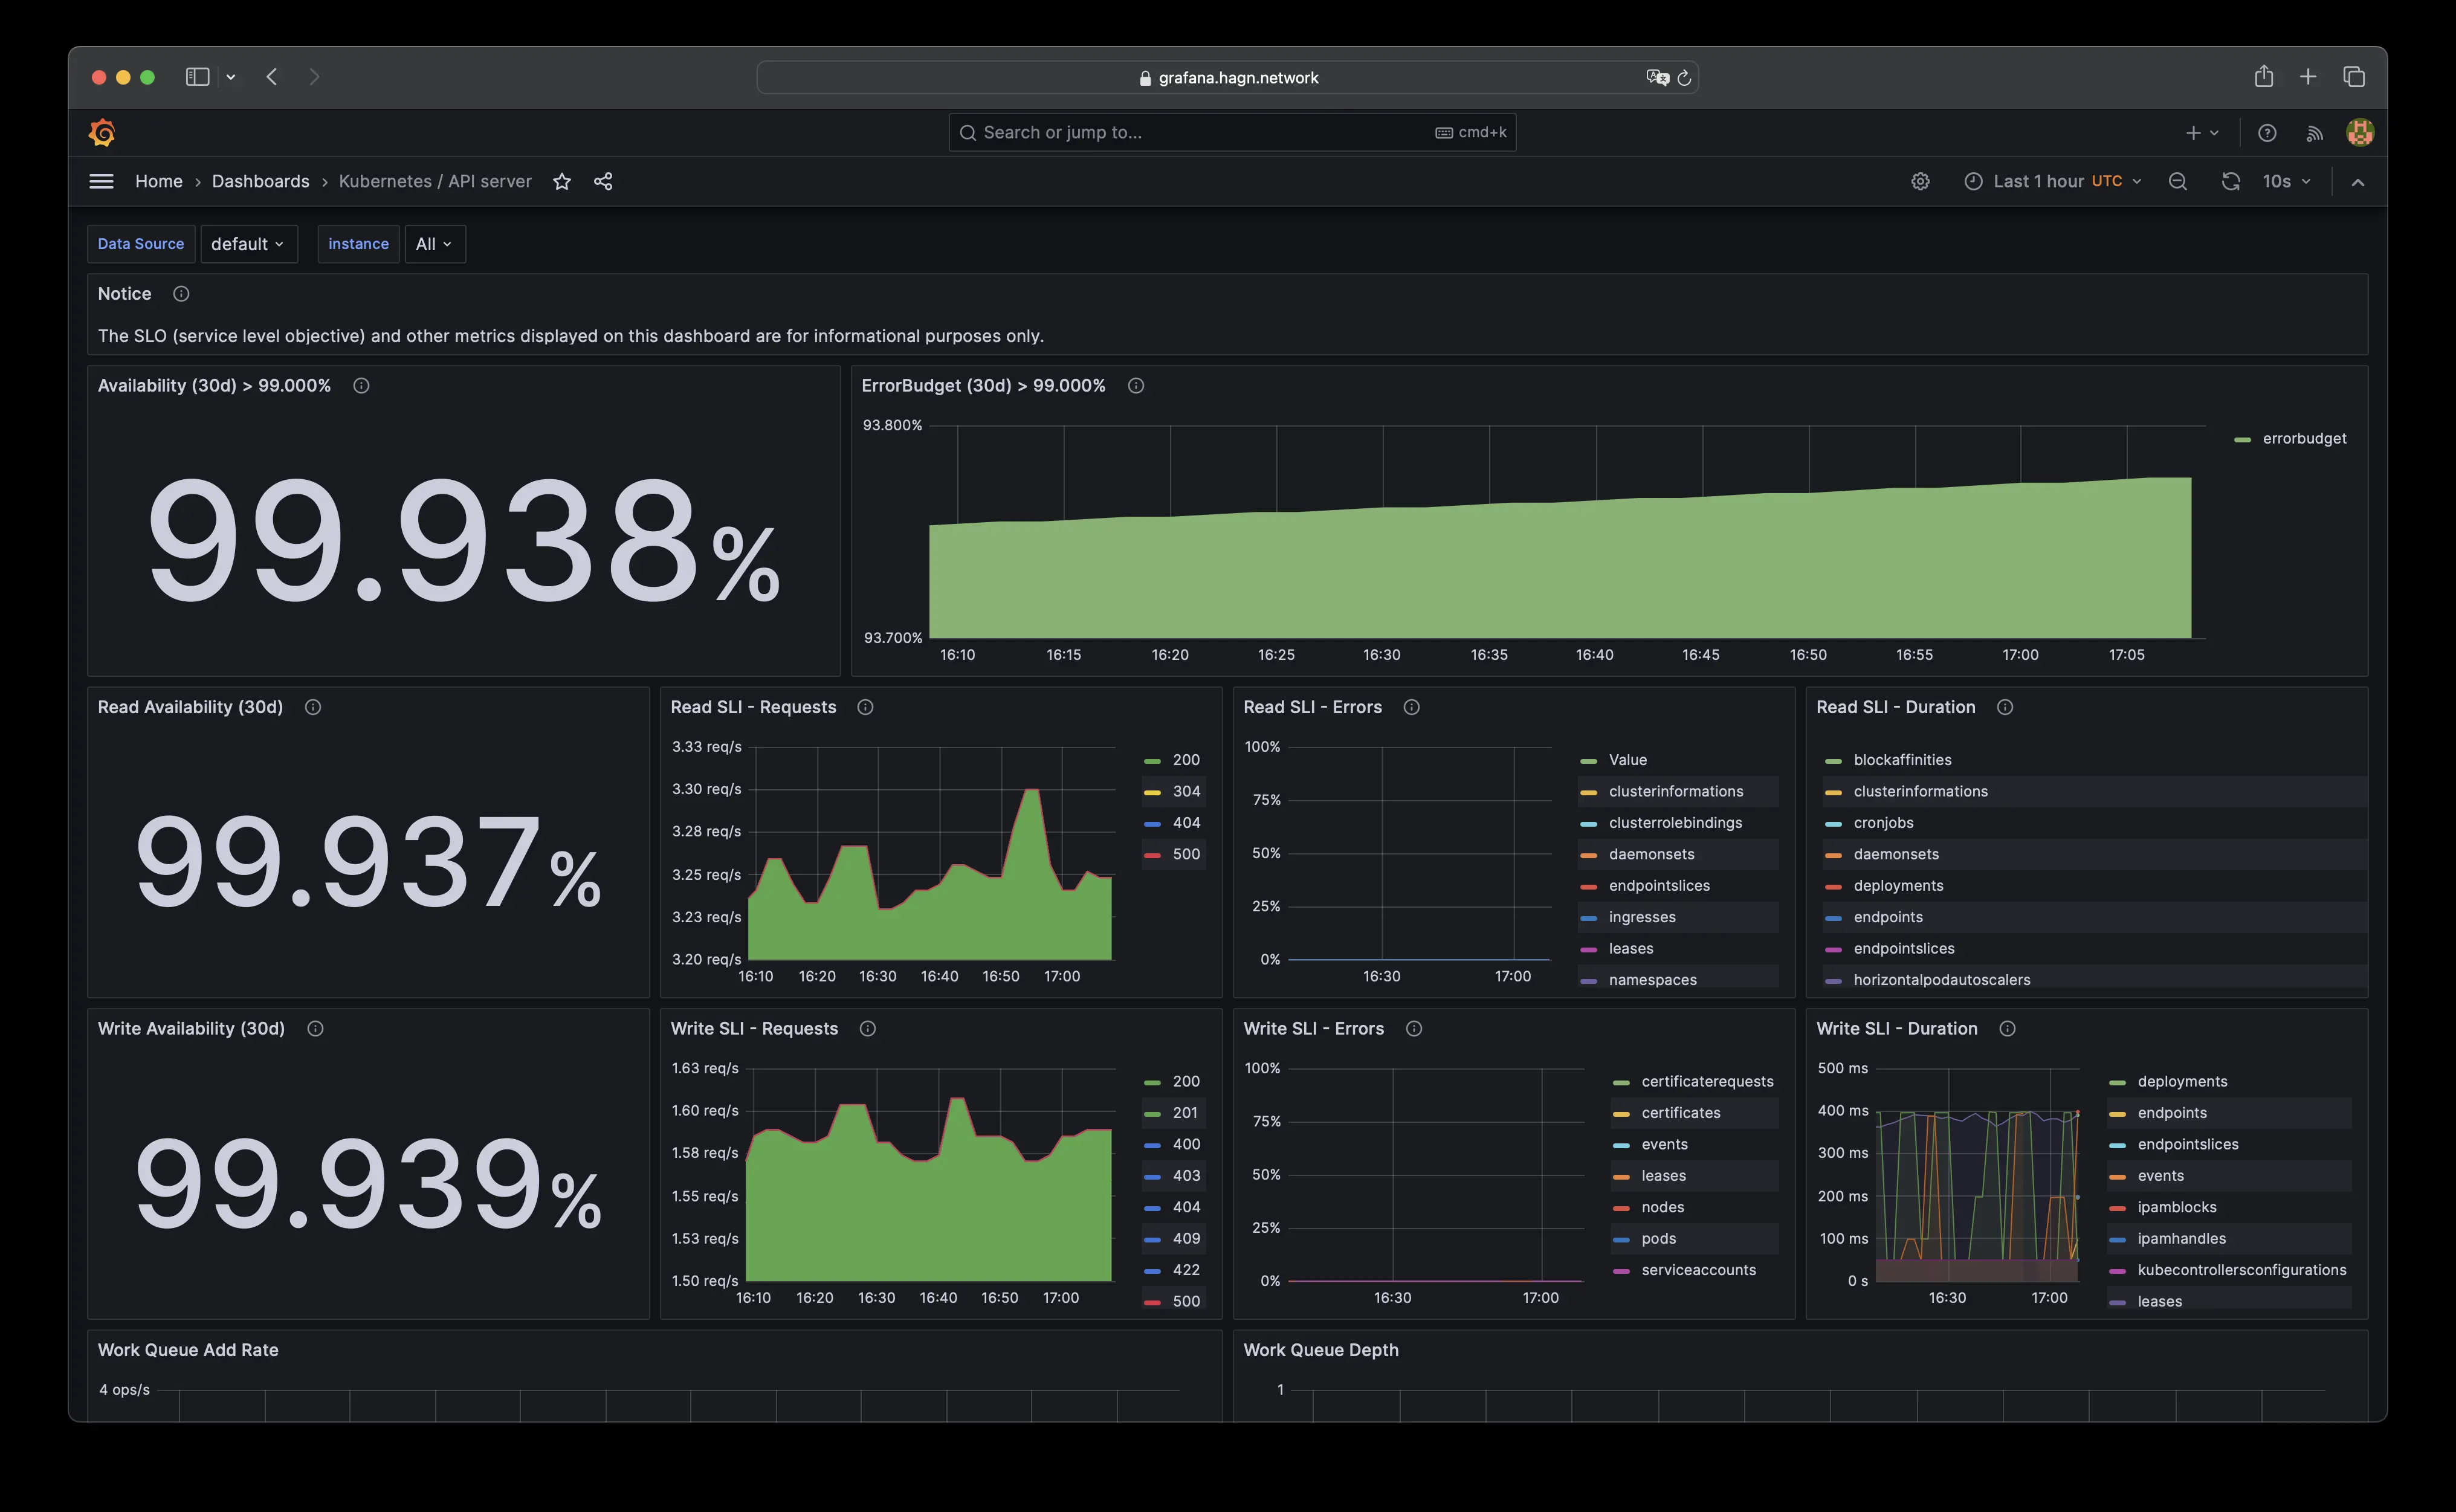 grafana.hagn.network
Search or jump to...
cmd+k
Home › Dashboards › Kubernetes / API server
Last 1 hour UTC
10s
Data Source
default
instance
All
Notice
The SLO (service level objective) and other metrics displayed on this dashboard are for informational purposes only.
Availability (30d) > 99.000%
99.938%
ErrorBudget (30d) > 99.000%
93.800%
93.700%
16:10 16:15 16:20 16:25 16:30 16:35 16:40 16:45 16:50 16:55 17:00 17:05
errorbudget
Read Availability (30d)
99.937%
Read SLI - Requests
3.33 req/s
3.30 req/s
3.28 req/s
3.25 req/s
3.23 req/s
3.20 req/s
16:10 16:20 16:30 16:40 16:50 17:00
200
304
404
500
Read SLI - Errors
100%
75%
50%
25%
0%
16:30 17:00
Value
clusterinformations
clusterrolebindings
daemonsets
endpointslices
ingresses
leases
namespaces
Read SLI - Duration
blockaffinities
clusterinformations
cronjobs
daemonsets
deployments
endpoints
endpointslices
horizontalpodautoscalers
Write Availability (30d)
99.939%
Write SLI - Requests
1.63 req/s
1.60 req/s
1.58 req/s
1.55 req/s
1.53 req/s
1.50 req/s
16:10 16:20 16:30 16:40 16:50 17:00
200
201
400
403
404
409
422
500
Write SLI - Errors
100%
75%
50%
25%
0%
16:30 17:00
certificaterequests
certificates
events
leases
nodes
pods
serviceaccounts
Write SLI - Duration
500 ms
400 ms
300 ms
200 ms
100 ms
0 s
16:30 17:00
deployments
endpoints
endpointslices
events
ipamblocks
ipamhandles
kubecontrollersconfigurations
leases
Work Queue Add Rate
4 ops/s
Work Queue Depth
1